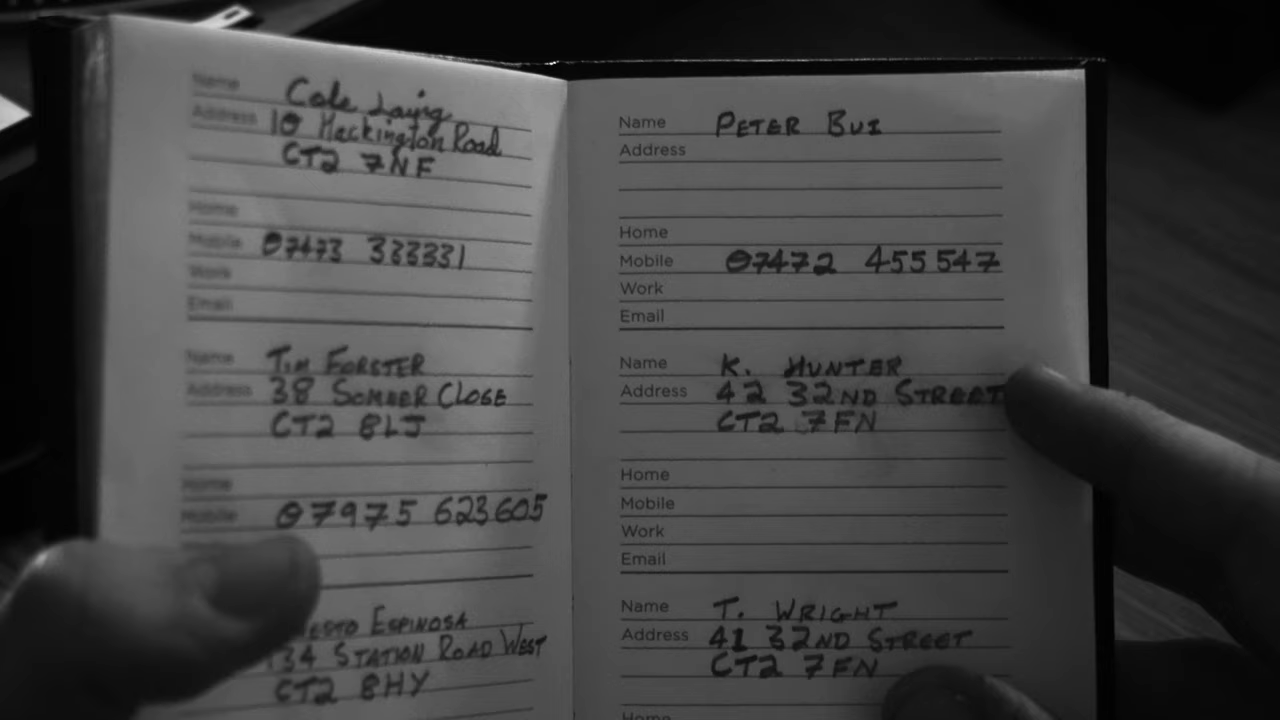 Name Cole Laing
Address 10 Hackington Road
CT2 7NF
Home
Mobile 07473 333331
Work
Email
Name Tim Forster
Address 38 Somner Close
CT2 8LJ
Home
Mobile 07975 623605
Espinosa
134 Station Road West
CT2 8HY
Name Peter Bui
Address
Home
Mobile 07472 455547
Work
Email
Name K. Hunter
Address 42 32nd Street
CT2 7FN
Home
Mobile
Work
Email
Name T. Wright
Address 41 32nd Street
CT2 7FN
Home